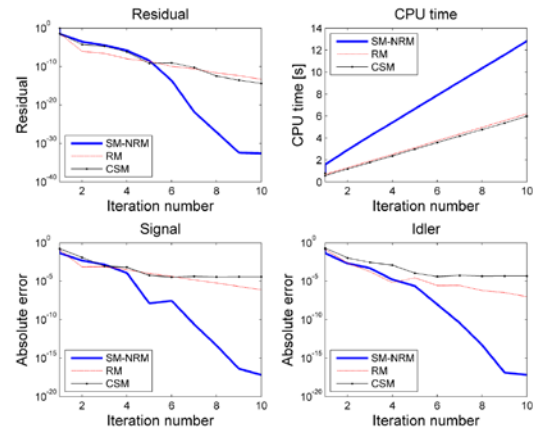 Residual
CPU time
10^0
10^-10
10^-20
10^-30
10^-40
Residual
SM-NRM
RM
CSM
2 4 6 8 10
Iteration number
14
12
10
8
6
4
2
0
CPU time [s]
SM-NRM
RM
CSM
2 4 6 8 10
Iteration number
Signal
Idler
10^0
10^-5
10^-10
10^-15
10^-20
Absolute error
SM-NRM
RM
CSM
2 4 6 8 10
Iteration number
10^0
10^-5
10^-10
10^-15
10^-20
Absolute error
SM-NRM
RM
CSM
2 4 6 8 10
Iteration number